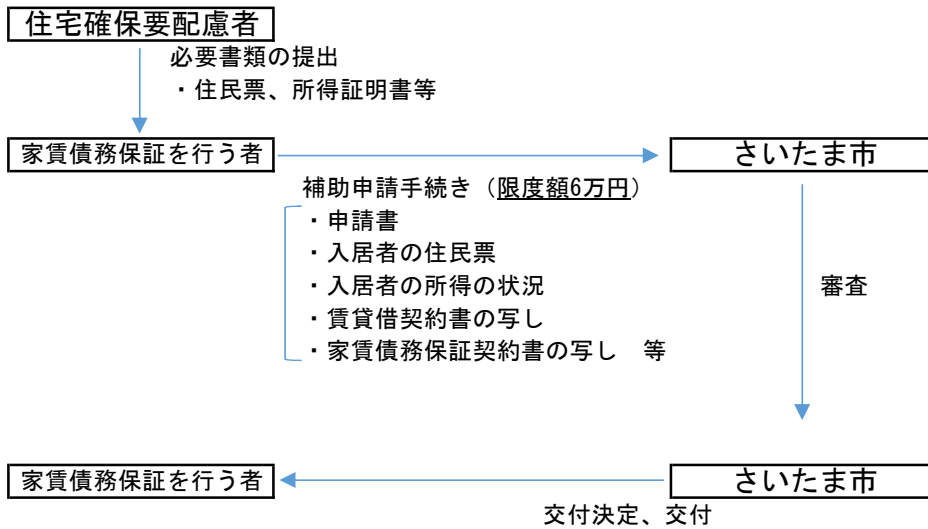 住宅確保要配慮者
必要書類の提出
・住民票、所得証明書等
家賃債務保証を行う者
さいたま市
補助申請手続き（限度額6万円）
・申請書
・入居者の住民票
・入居者の所得の状況
・賃貸借契約書の写し
・家賃債務保証契約書の写し　等
審査
家賃債務保証を行う者
さいたま市
交付決定、交付